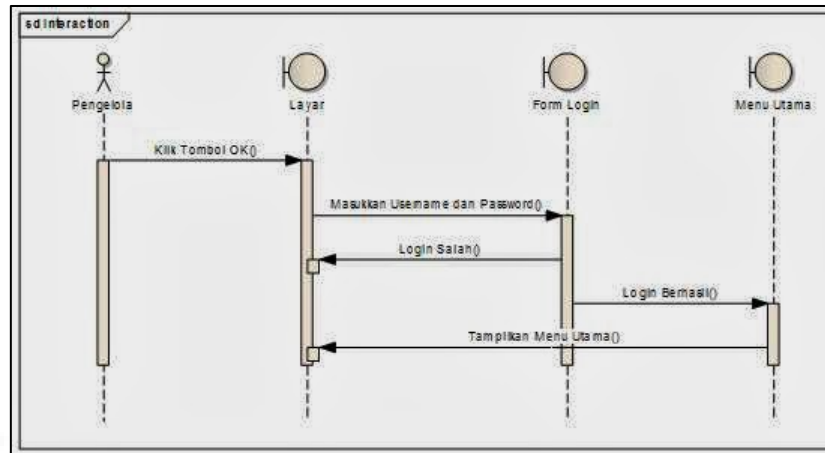 sd Interaction
Pengelola
Layar
Form Login
Menu Utama
Klik Tombol OK()
Masukkan Username dan Password()
Login Salah()
Login Berhasil()
Tampilkan Menu Utama()